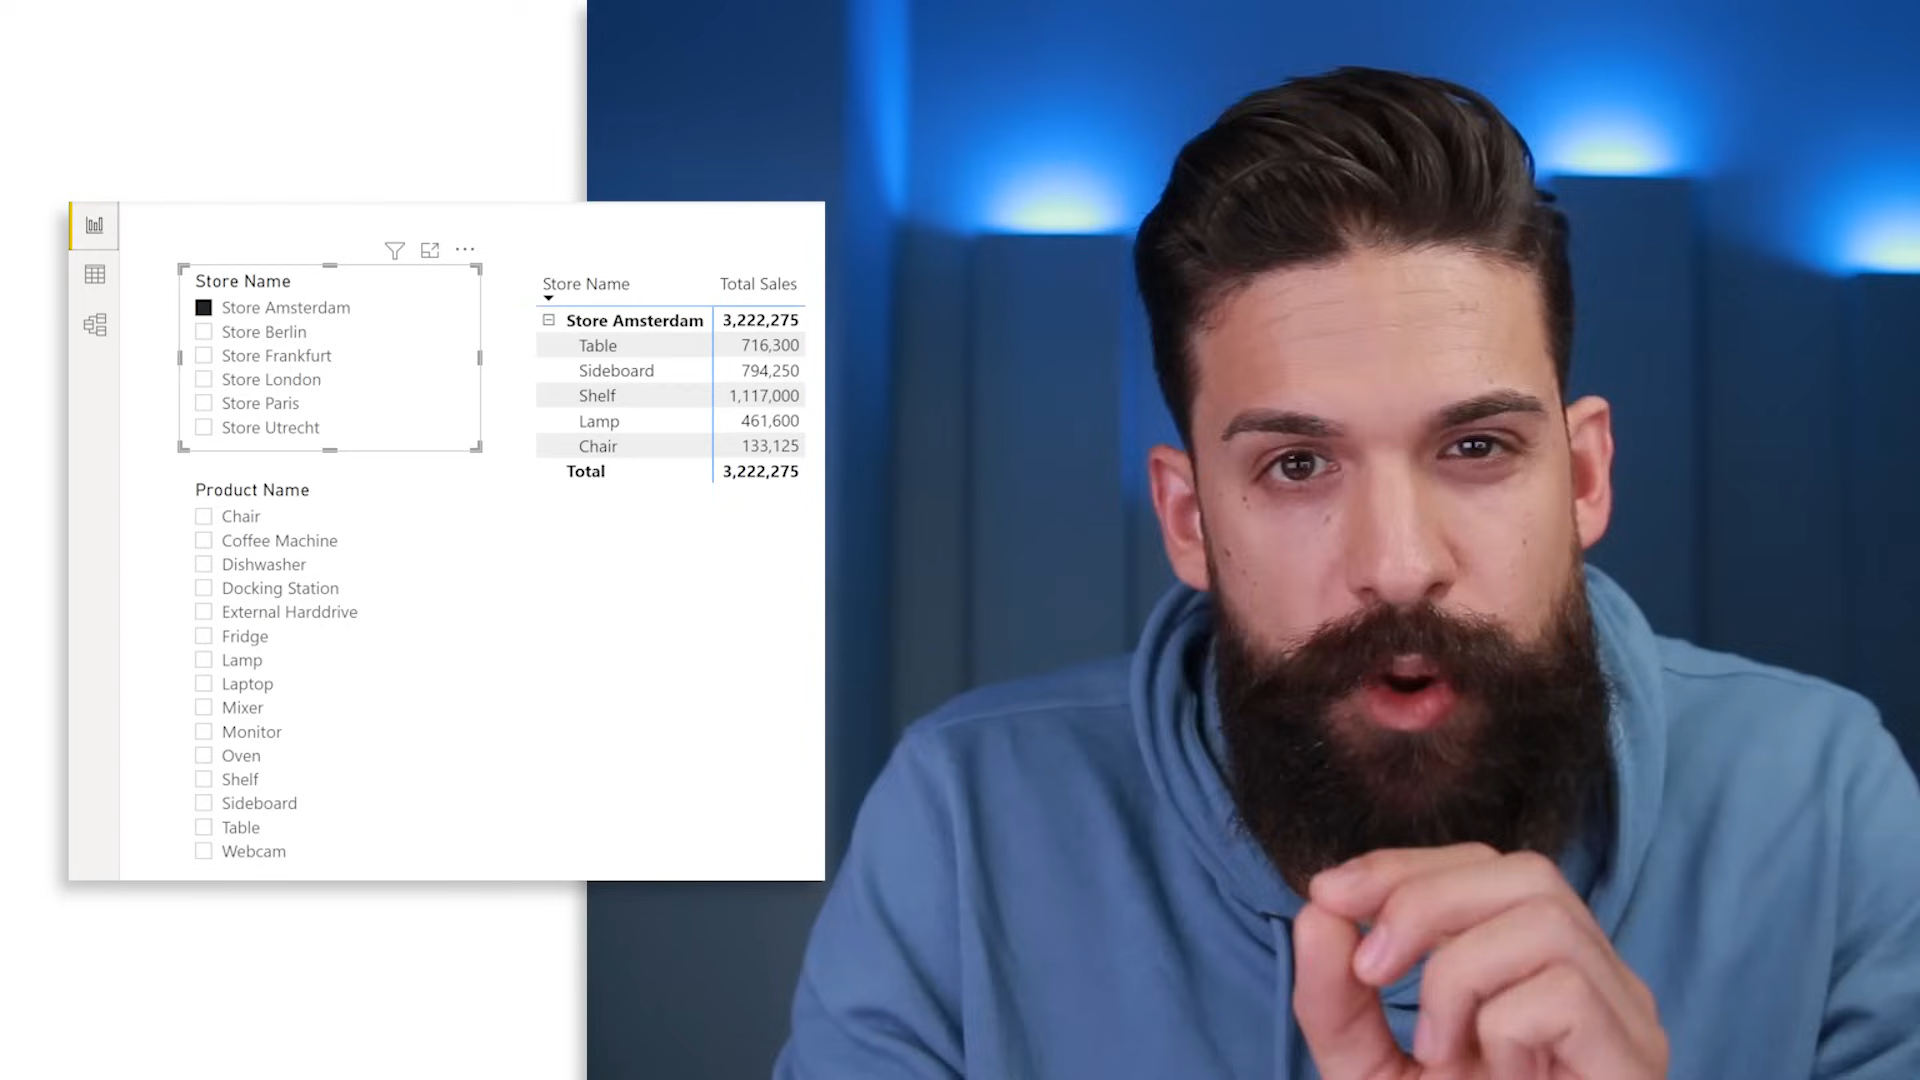 Store Name
Store Amsterdam
Store Berlin
Store Frankfurt
Store London
Store Paris
Store Utrecht
Product Name
Chair
Coffee Machine
Dishwasher
Docking Station
External Harddrive
Fridge
Lamp
Laptop
Mixer
Monitor
Oven
Shelf
Sideboard
Table
Webcam
Store Name Total Sales
Store Amsterdam 3,222,275
Table 716,300
Sideboard 794,250
Shelf 1,117,000
Lamp 461,600
Chair 133,125
Total 3,222,275